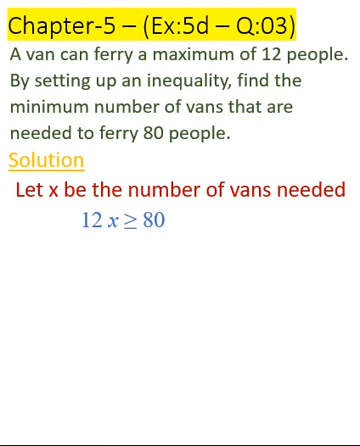 Chapter-5 – (Ex:5d – Q:03)
A van can ferry a maximum of 12 people.
By setting up an inequality, find the
minimum number of vans that are
needed to ferry 80 people.
Solution
Let x be the number of vans needed
12 x ≥ 80